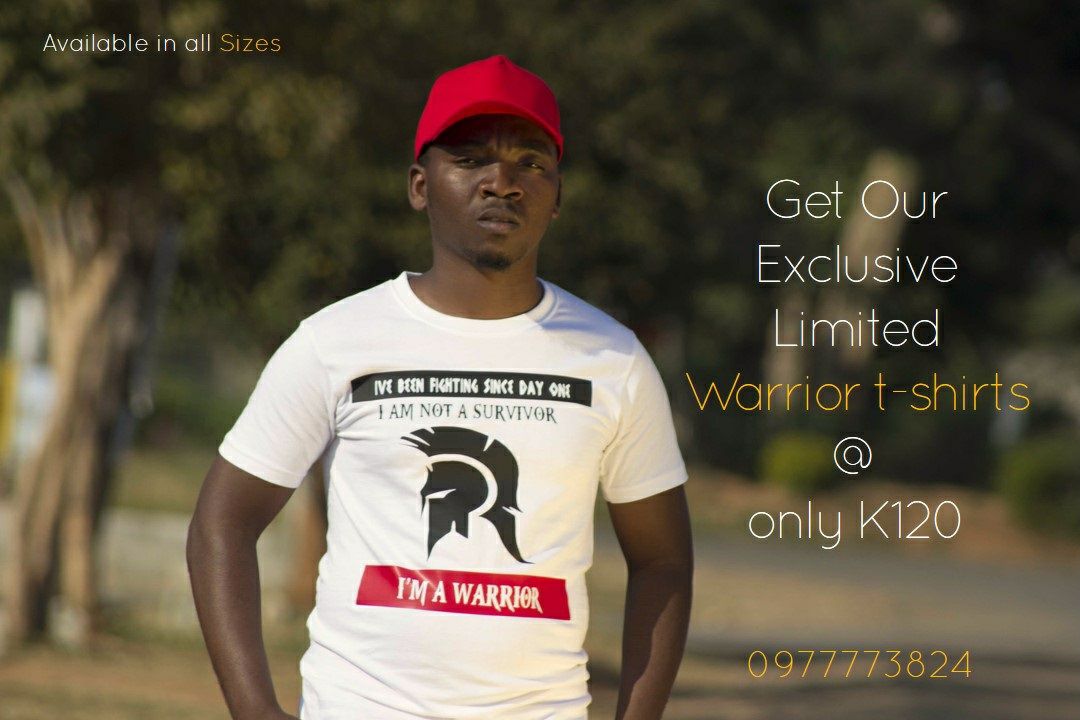 Available in all Sizes
Get Our
Exclusive
Limited
Warrior t-shirts
@
only K120
0977773824
IVE BEEN FIGHTING SINCE DAY ONE
I AM NOT A SURVIVOR
I'M A WARRIOR